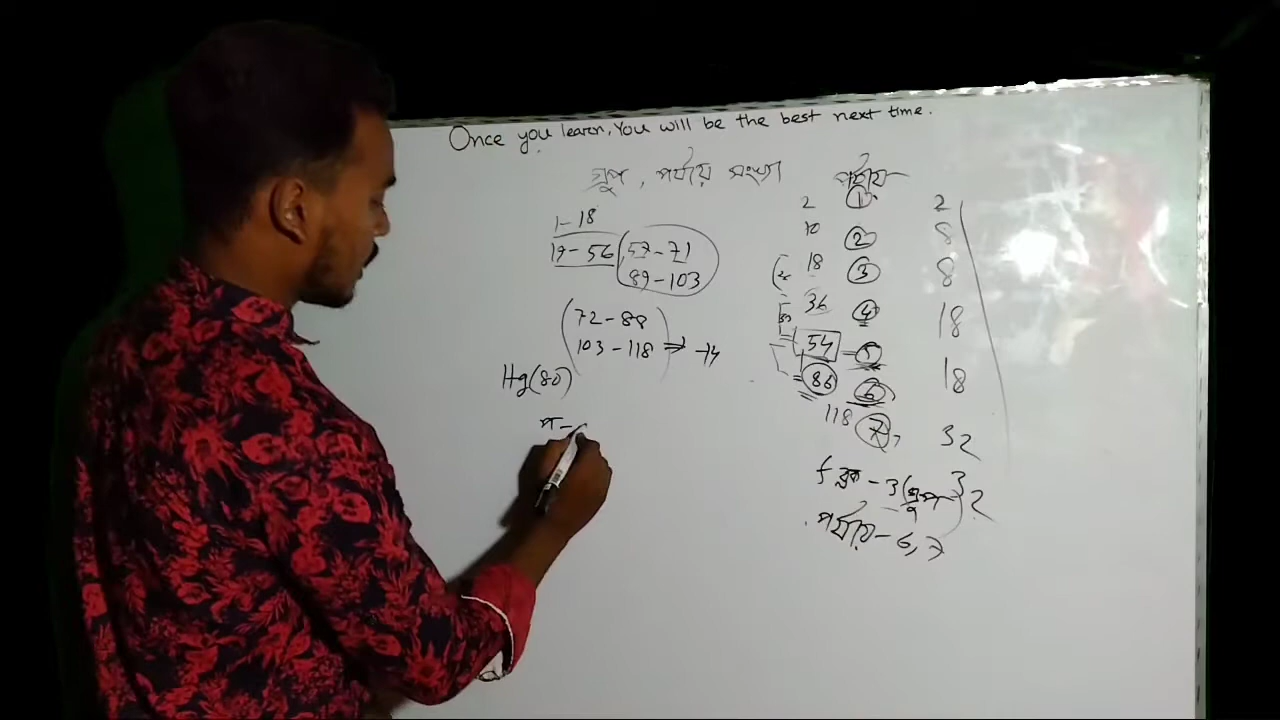 Once you learn, You will be the best next time.
গ্রুপ, পর্যায় সংখ্যা
1-18
19-56
57-71
89-103
72-88
103-118 ⇒ -14
Hg(80)
প-
পর্যায়
2 1 2
10 2 8
18 3 8
36 4 18
54 5 18
86 6 32
118 7 32
f ব্লক - 3 (গ্রুপ)
পর্যায় - 6, 7